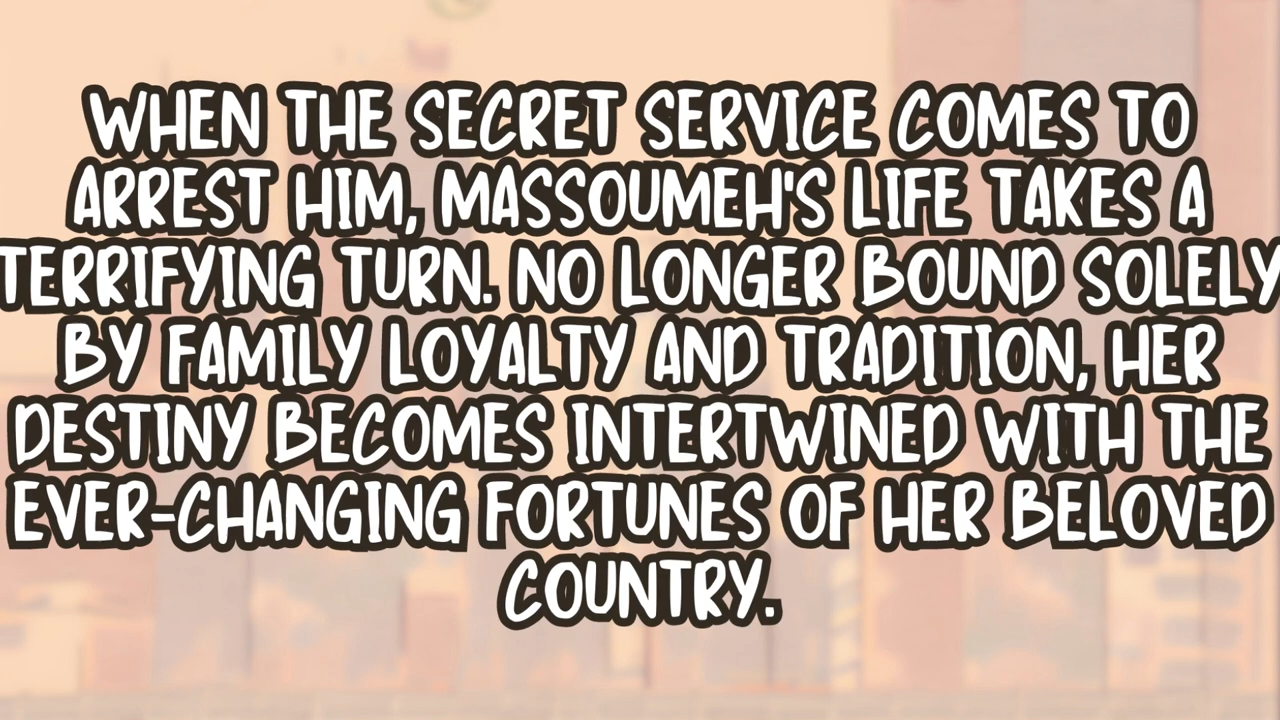 WHEN THE SECRET SERVICE COMES TO
ARREST HIM, MASSOUMEH'S LIFE TAKES A
TERRIFYING TURN. NO LONGER BOUND SOLELY
BY FAMILY LOYALTY AND TRADITION, HER
DESTINY BECOMES INTERTWINED WITH THE
EVER-CHANGING FORTUNES OF HER BELOVED
COUNTRY.